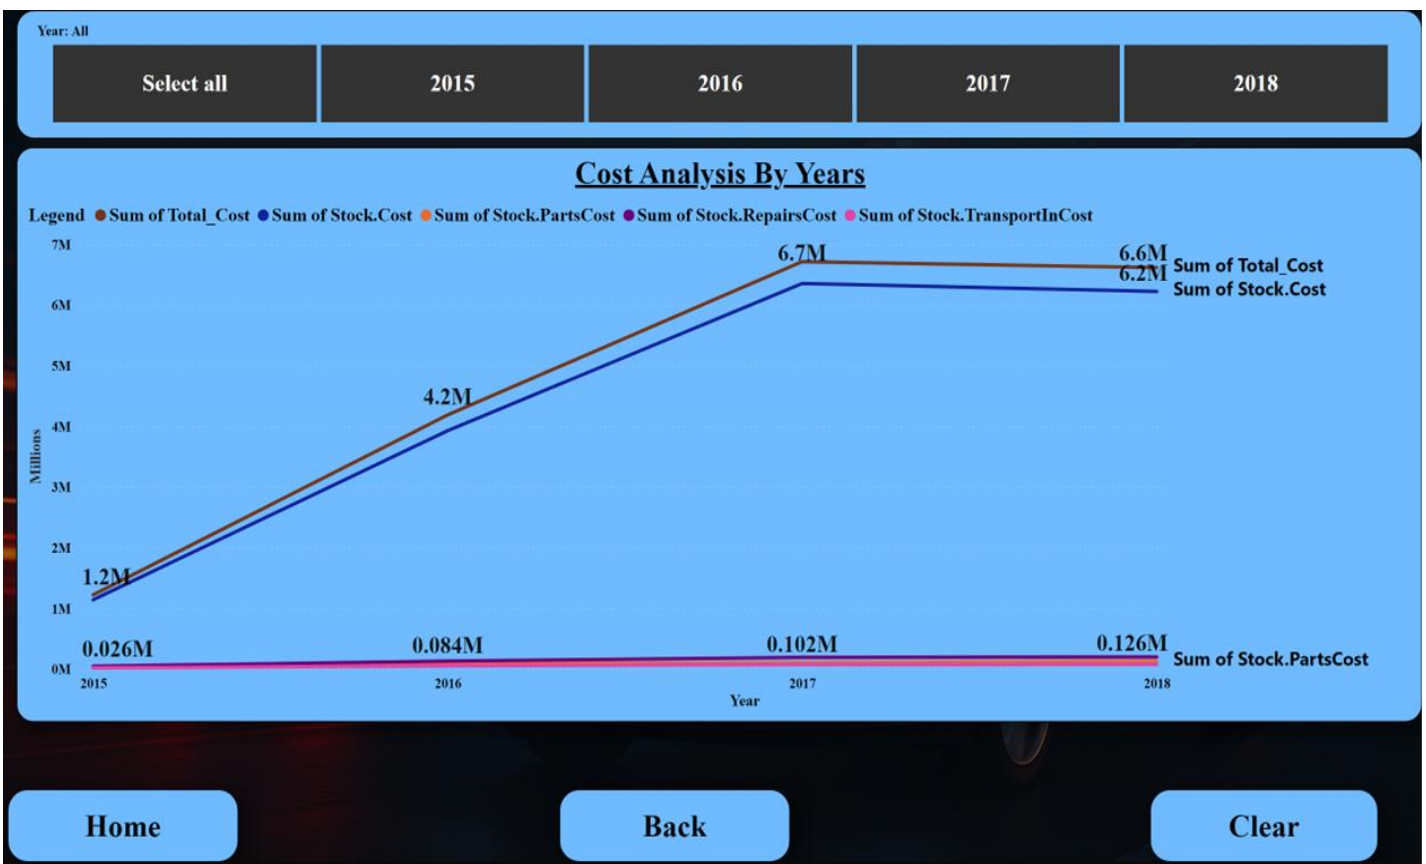 Year: All
Select all 2015 2016 2017 2018
Cost Analysis By Years
Legend Sum of Total_Cost Sum of Stock.Cost Sum of Stock.PartsCost Sum of Stock.RepairsCost Sum of Stock.TransportInCost
7M
6.7M 6.6M Sum of Total_Cost
6.2M Sum of Stock.Cost
6M
5M
4.2M
4M
Millions
3M
2M
1.2M
1M
0.026M 0.084M 0.102M 0.126M Sum of Stock.PartsCost
0M
2015 2016 2017 2018
Year
Home Back Clear